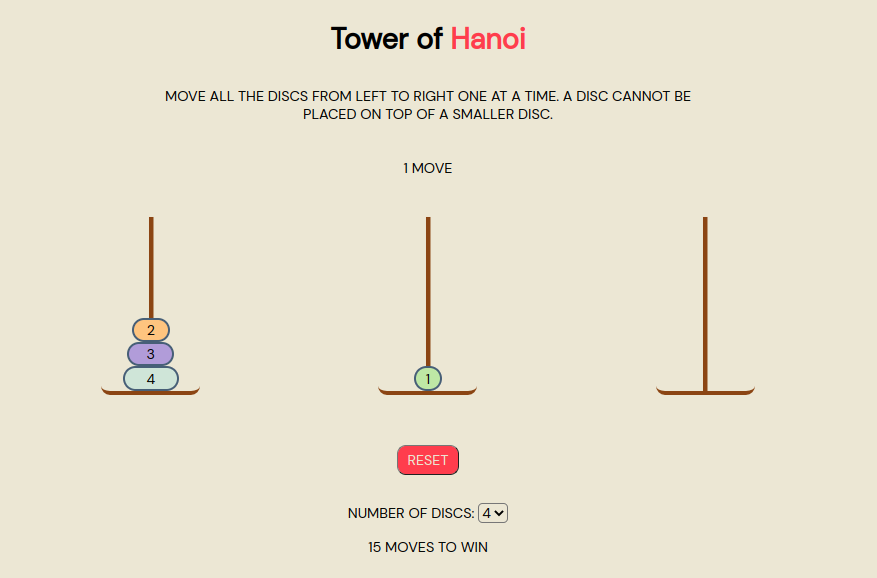 Tower of Hanoi
MOVE ALL THE DISCS FROM LEFT TO RIGHT ONE AT A TIME. A DISC CANNOT BE
PLACED ON TOP OF A SMALLER DISC.
1 MOVE
2
3
4
1
RESET
NUMBER OF DISCS: 4
15 MOVES TO WIN